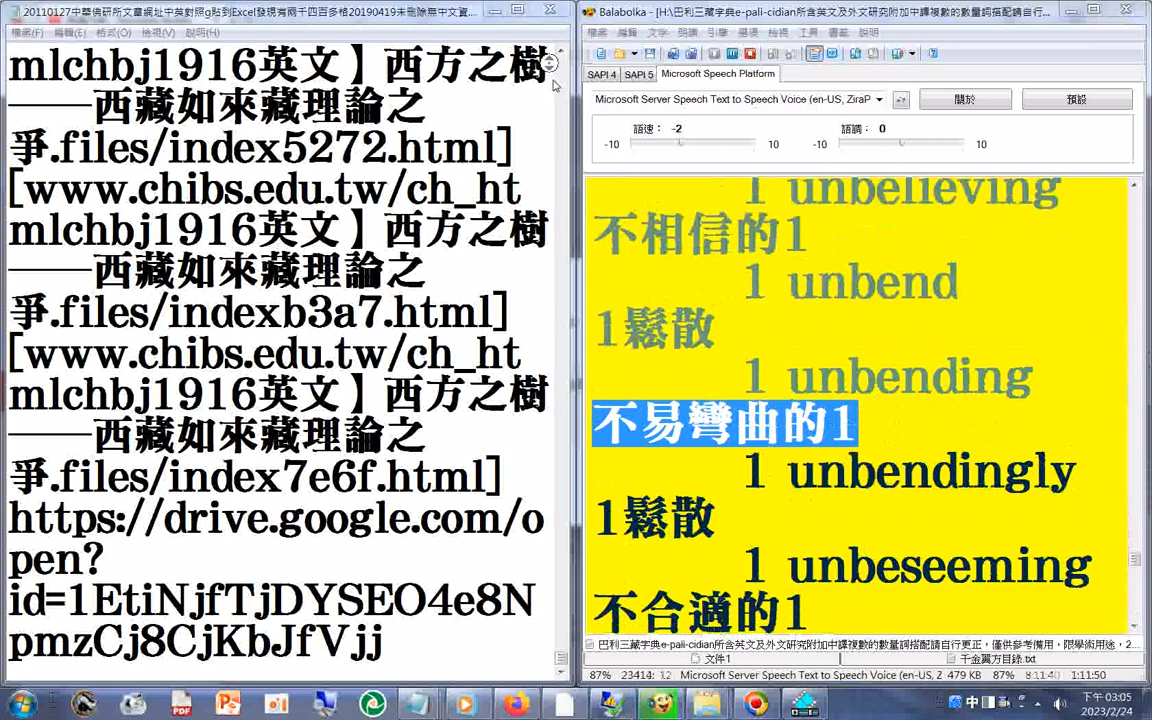 20110127中華佛研所文章網址中英對照g貼到Excel發現有兩千四百多格20190419未刪除無中文資...
檔案(F) 編輯(E) 格式(O) 檢視(V) 說明(H)
mlchbj1916英文】西方之樹
——西藏如來藏理論之
爭.files/index5272.html]
[www.chibs.edu.tw/ch_ht
mlchbj1916英文】西方之樹
——西藏如來藏理論之
爭.files/indexb3a7.html]
[www.chibs.edu.tw/ch_ht
mlchbj1916英文】西方之樹
——西藏如來藏理論之
爭.files/index7e6f.html]
https://drive.google.com/o
pen?
id=1EtiNjfTjDYSEO4e8N
pmzCj8CjKbJfVjj
Balabolka - [H:\巴利三藏字典e-pali-cidian所含英文及外文研究附加中譯複數的數量詞搭配請自行更正...
檔案 編輯 文字 朗讀 引擎 選項 檢視 工具 書籤 說明
SAPI 4 SAPI 5 Microsoft Speech Platform
Microsoft Server Speech Text to Speech Voice (en-US, ZiraP 關於 預設
語速： -2 語調： 0
-10 10 -10 10
1 unbelieving
不相信的1
1 unbend
1鬆散
1 unbending
不易彎曲的1
1 unbendingly
1鬆散
1 unbeseeming
不合適的1
巴利三藏字典e-pali-cidian所含英文及外文研究附加中譯複數的數量詞搭配請自行更正，僅供參考備用，限學術用途，2...
文件1 千金翼方目錄.txt
87% 23414: 12 Microsoft Server Speech Text to Speech Voice (en-US, Z 87% 479 KB 8:11:40 1:11:50
中
下午 03:05
2023/2/24